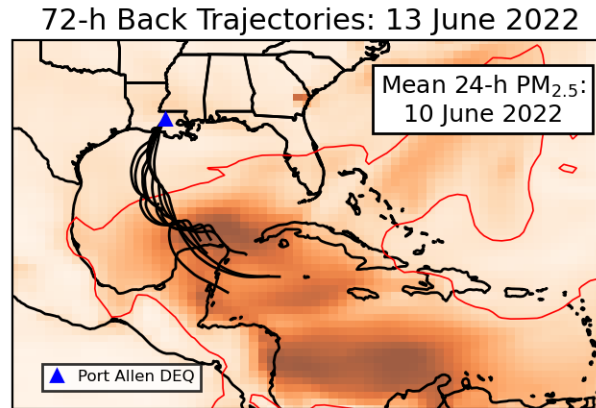 72-h Back Trajectories: 13 June 2022
Mean 24-h PM₂.₅:
10 June 2022
Port Allen DEQ